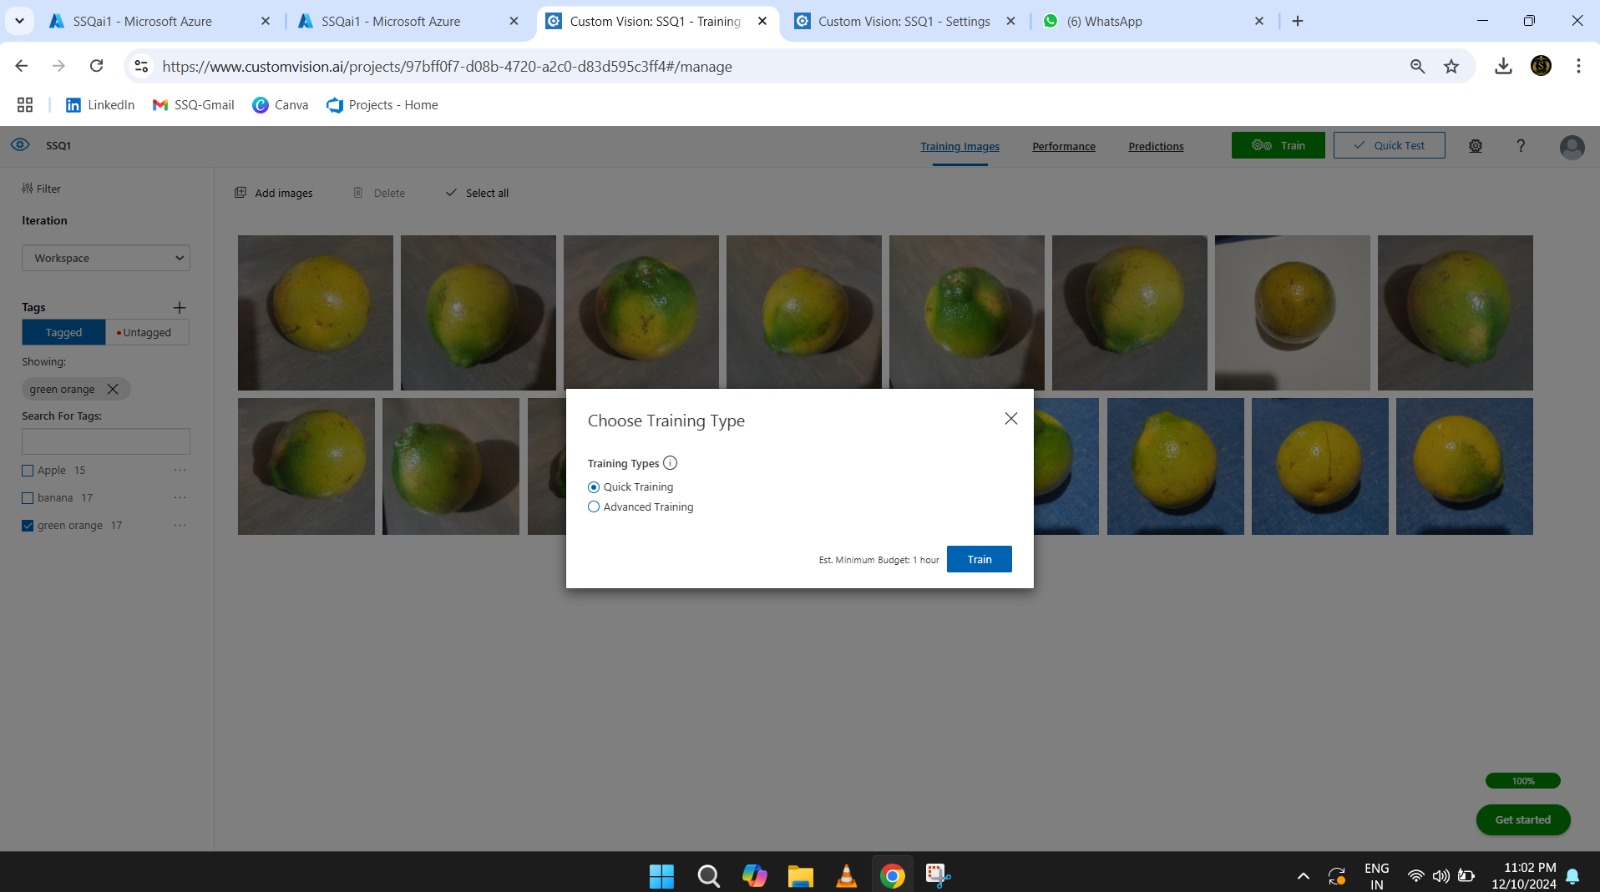 SSQai1 - Microsoft Azure
SSQai1 - Microsoft Azure
Custom Vision: SSQ1 - Training
Custom Vision: SSQ1 - Settings
(6) WhatsApp
https://www.customvision.ai/projects/97bff0f7-d08b-4720-a2c0-d83d595c3ff4#/manage
LinkedIn
SSQ-Gmail
Canva
Projects - Home
SSQ1
Training Images
Performance
Predictions
Train
Quick Test
Filter
Add images
Delete
Select all
Iteration
Workspace
Tags
Tagged
Untagged
Showing:
green orange
Search For Tags:
Apple 15
banana 17
green orange 17
Choose Training Type
Training Types
Quick Training
Advanced Training
Est. Minimum Budget: 1 hour
Train
100%
Get started
ENG
IN
11:02 PM
12/10/2024